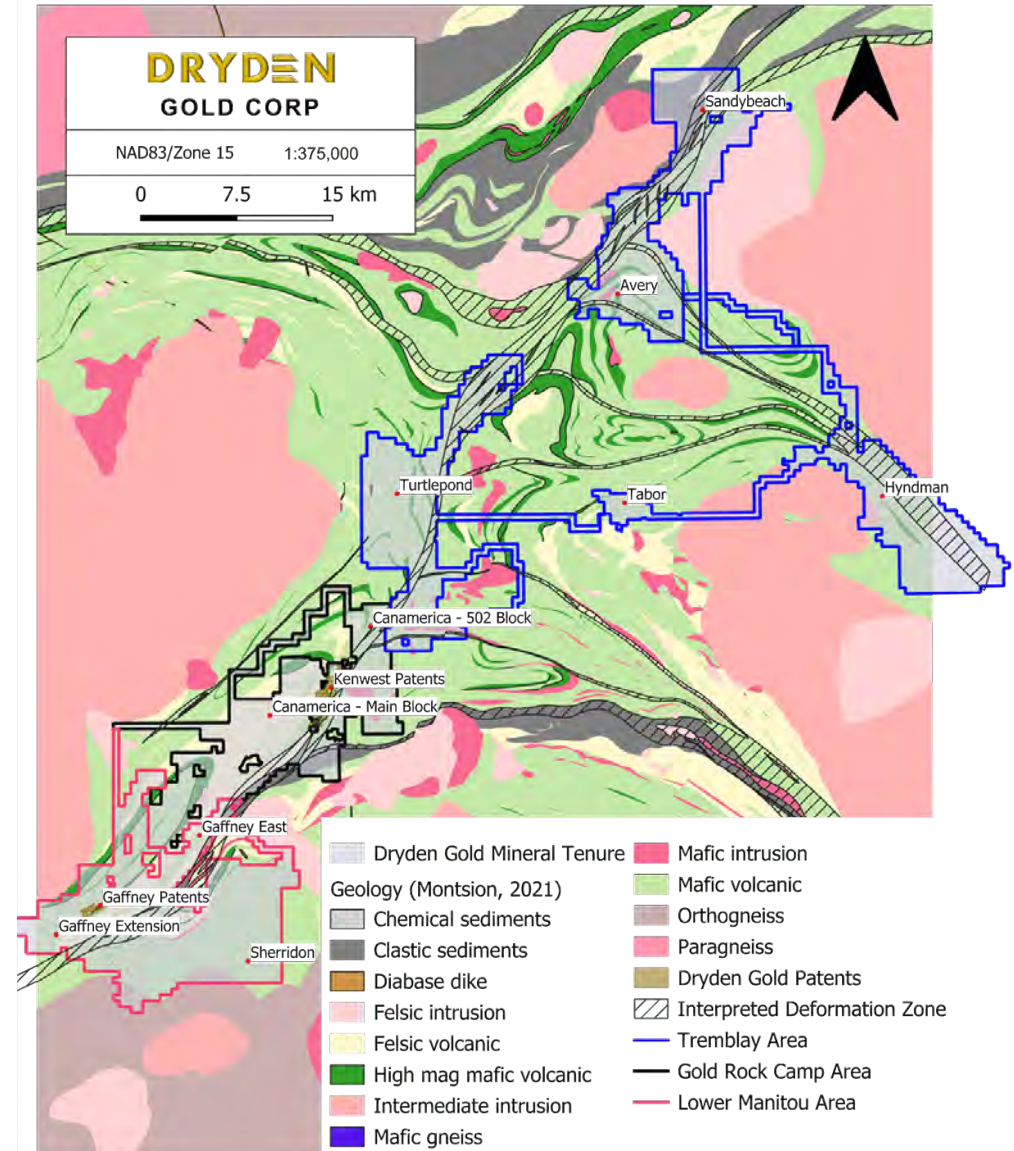 DRYDEN
GOLD CORP
NAD83/Zone 15 1:375,000
0 7.5 15 km
Sandybeach
Avery
Turtlepond
Tabor
Hyndman
Canamerica - 502 Block
Kenwest Patents
Canamerica - Main Block
Gaffney East
Gaffney Patents
Gaffney Extension
Sherridon
Dryden Gold Mineral Tenure
Geology (Montsion, 2021)
Chemical sediments
Clastic sediments
Diabase dike
Felsic intrusion
Felsic volcanic
High mag mafic volcanic
Intermediate intrusion
Mafic gneiss
Mafic intrusion
Mafic volcanic
Orthogneiss
Paragneiss
Dryden Gold Patents
Interpreted Deformation Zone
Tremblay Area
Gold Rock Camp Area
Lower Manitou Area